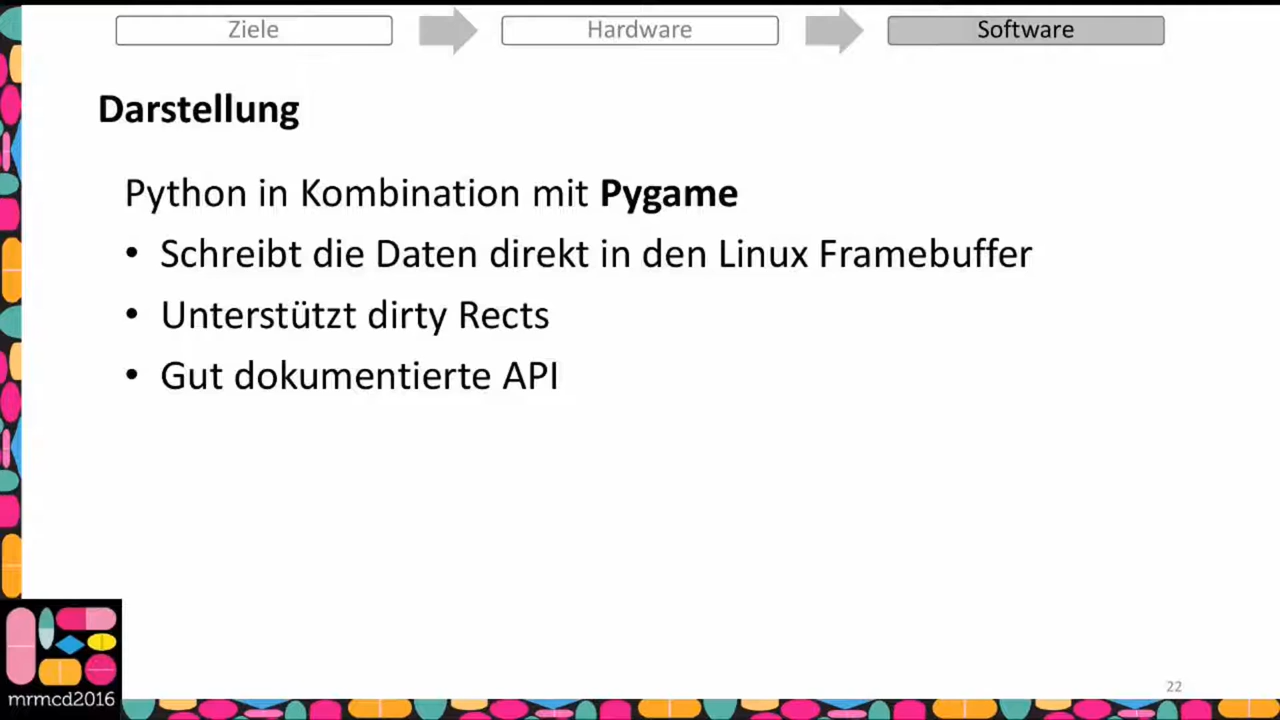 Ziele
Hardware
Software
Darstellung
Python in Kombination mit Pygame
• Schreibt die Daten direkt in den Linux Framebuffer
• Unterstützt dirty Rects
• Gut dokumentierte API
mrmcd2016
22